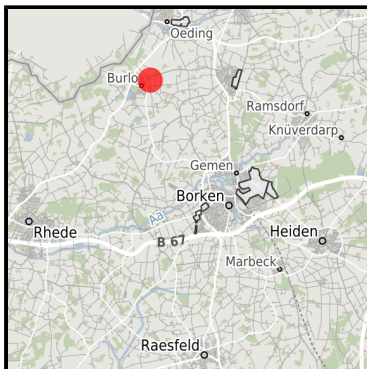 Oeding
Burlo
Ramsdorf
Knüverdarp
Gemen
Borken
Aa
Rhede
B 67
Heiden
Marbeck
Raesfeld